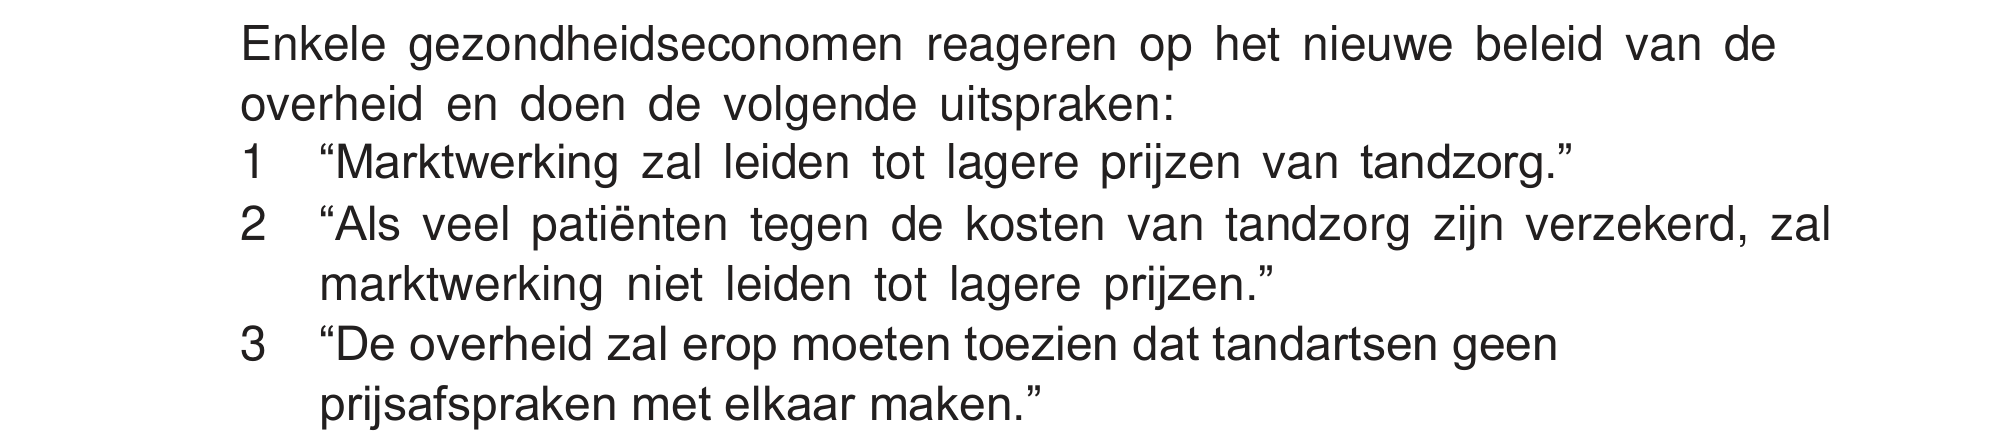 Enkele gezondheidseconomen reageren op het nieuwe beleid van de
overheid en doen de volgende uitspraken:
1 “Marktwerking zal leiden tot lagere prijzen van tandzorg.”
2 “Als veel patiënten tegen de kosten van tandzorg zijn verzekerd, zal
marktwerking niet leiden tot lagere prijzen.”
3 “De overheid zal erop moeten toezien dat tandartsen geen
prijsafspraken met elkaar maken.”